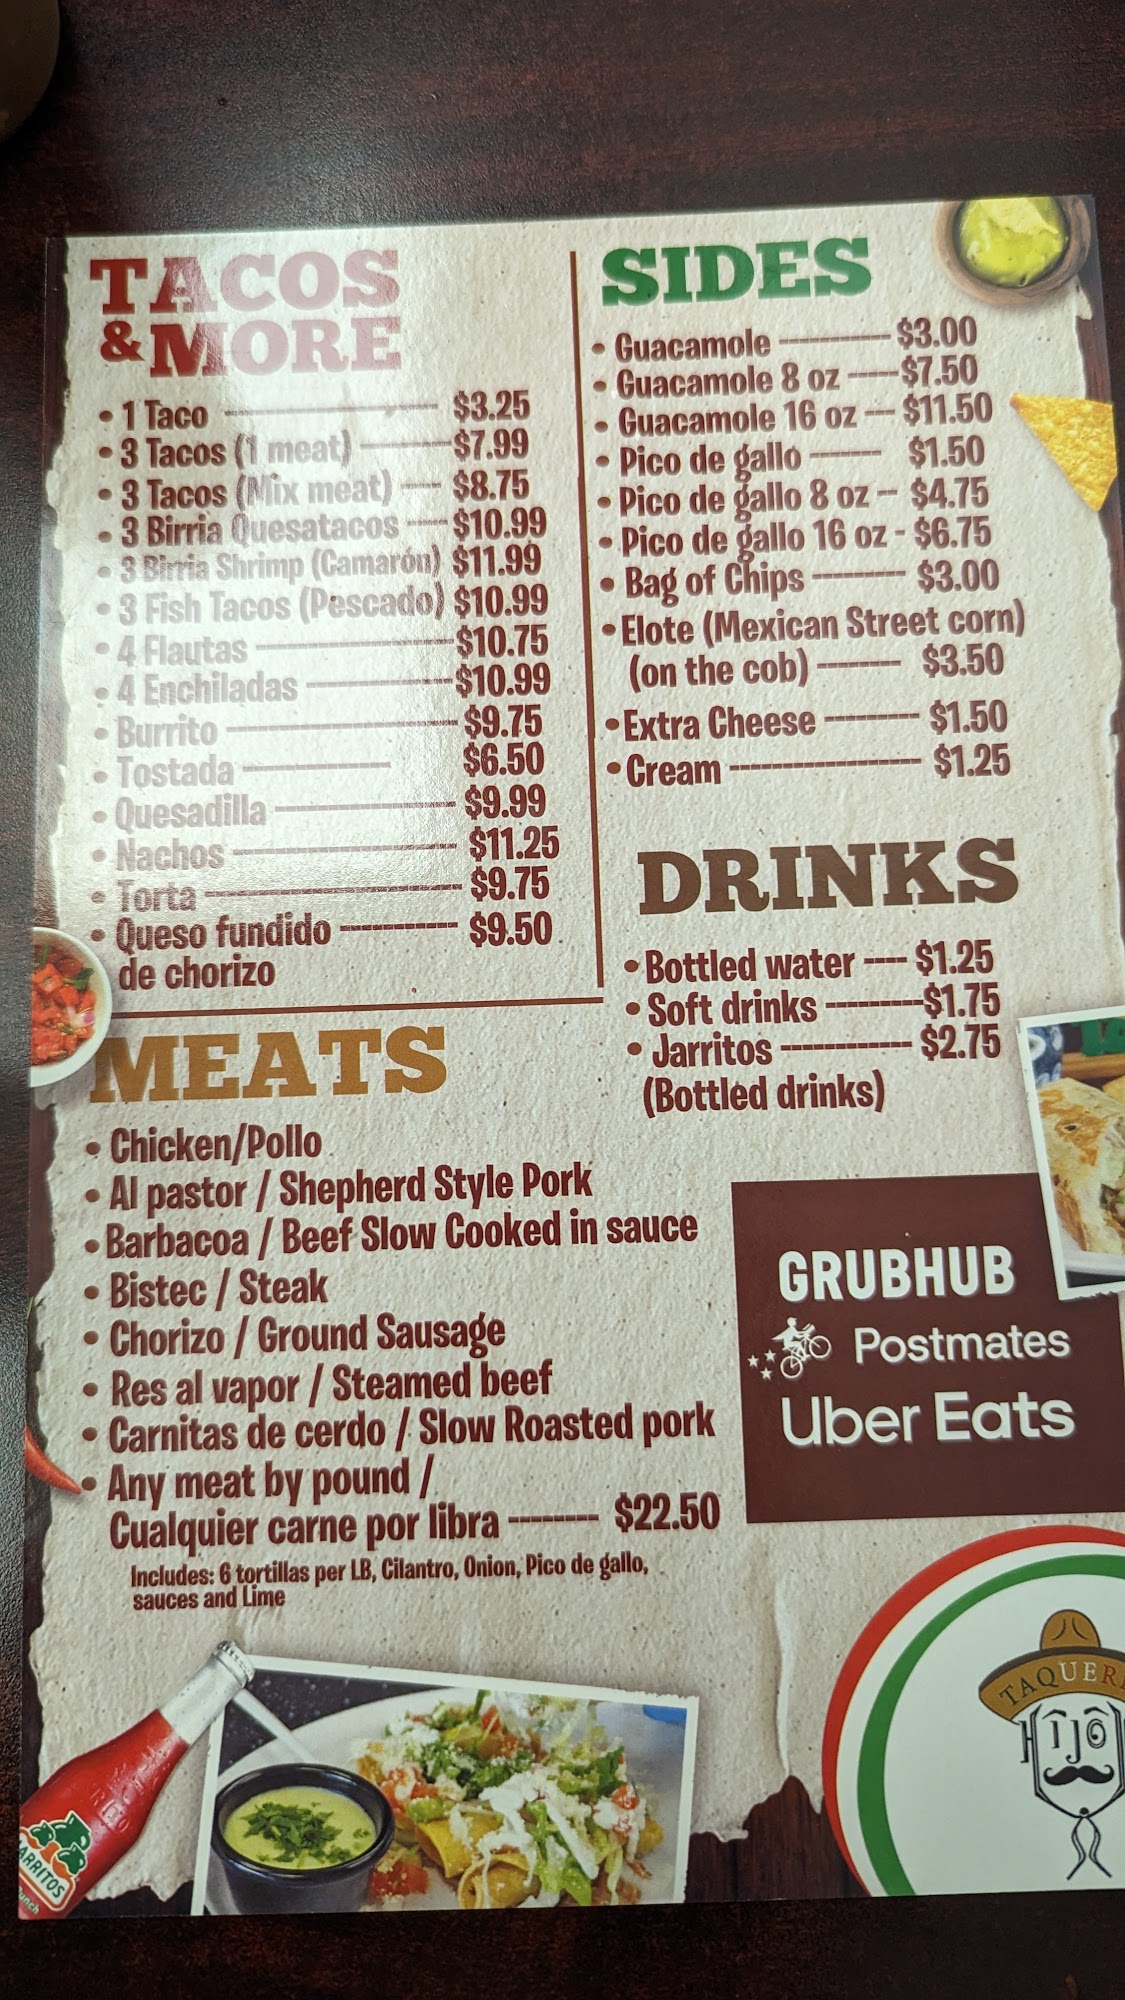 TACOS
&MORE
• 1 Taco $3.25
• 3 Tacos (1 meat) $7.99
• 3 Tacos (Mix meat) $8.75
• 3 Birria Quesatacos $10.99
• 3 Birria Shrimp (Camarón) $11.99
• 3 Fish Tacos (Pescado) $10.99
• 4 Flautas $10.75
• 4 Enchiladas $10.99
• Burrito $9.75
• Tostada $6.50
• Quesadilla $9.99
• Nachos $11.25
• Torta $9.75
• Queso fundido $9.50
de chorizo
SIDES
• Guacamole $3.00
• Guacamole 8 oz $7.50
• Guacamole 16 oz $11.50
• Pico de gallo $1.50
• Pico de gallo 8 oz $4.75
• Pico de gallo 16 oz - $6.75
• Bag of Chips $3.00
• Elote (Mexican Street corn)
(on the cob) $3.50
• Extra Cheese $1.50
• Cream $1.25
DRINKS
• Bottled water $1.25
• Soft drinks $1.75
• Jarritos $2.75
(Bottled drinks)
MEATS
• Chicken/Pollo
• Al pastor / Shepherd Style Pork
• Barbacoa / Beef Slow Cooked in sauce
• Bistec / Steak
• Chorizo / Ground Sausage
• Res al vapor / Steamed beef
• Carnitas de cerdo / Slow Roasted pork
• Any meat by pound /
Cualquier carne por libra $22.50
Includes: 6 tortillas per LB, Cilantro, Onion, Pico de gallo,
sauces and Lime
GRUBHUB
Postmates
Uber Eats
TAQUER
HIJO
ARRITOS